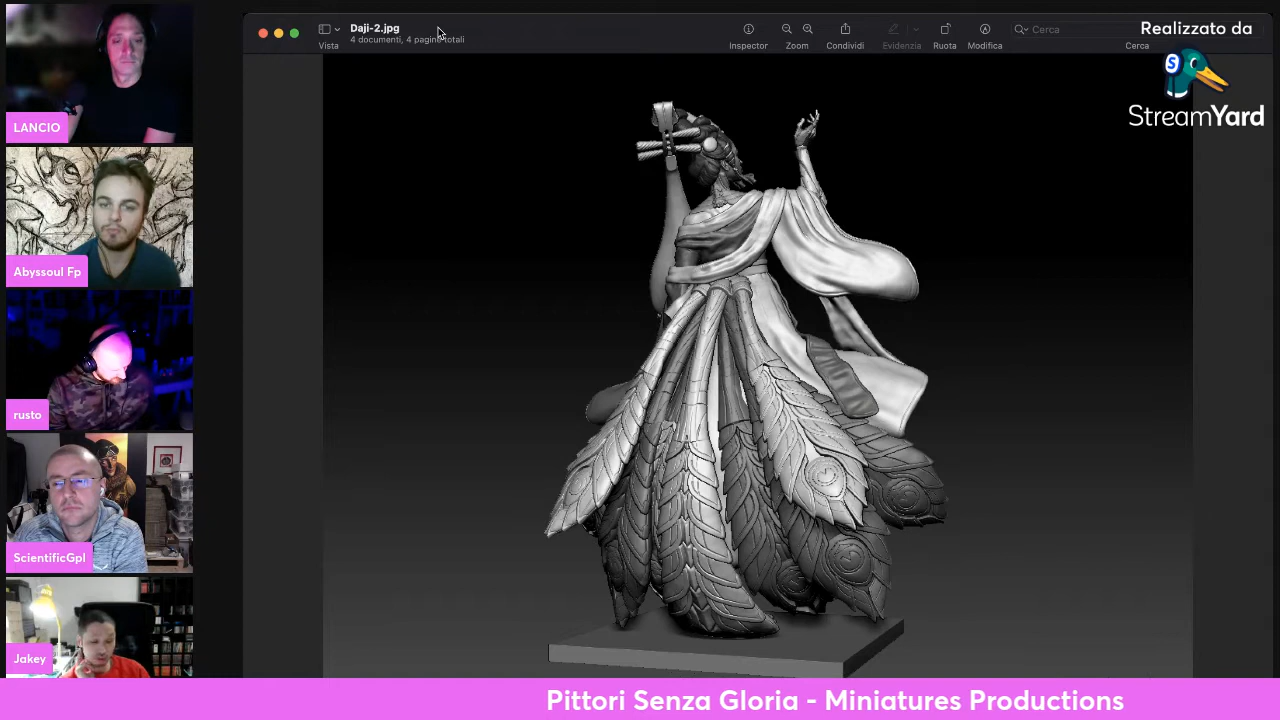 LANCIO
Abyssoul Fp
rusto
ScientificGpl
Jakey
Daji-2.jpg
4 documenti, 4 pagine totali
Vista
Inspector
Zoom
Condividi
Evidenzia
Ruota
Modifica
Cerca
Cerca
Realizzato da
S
StreamYard
Pittori Senza Gloria - Miniatures Productions